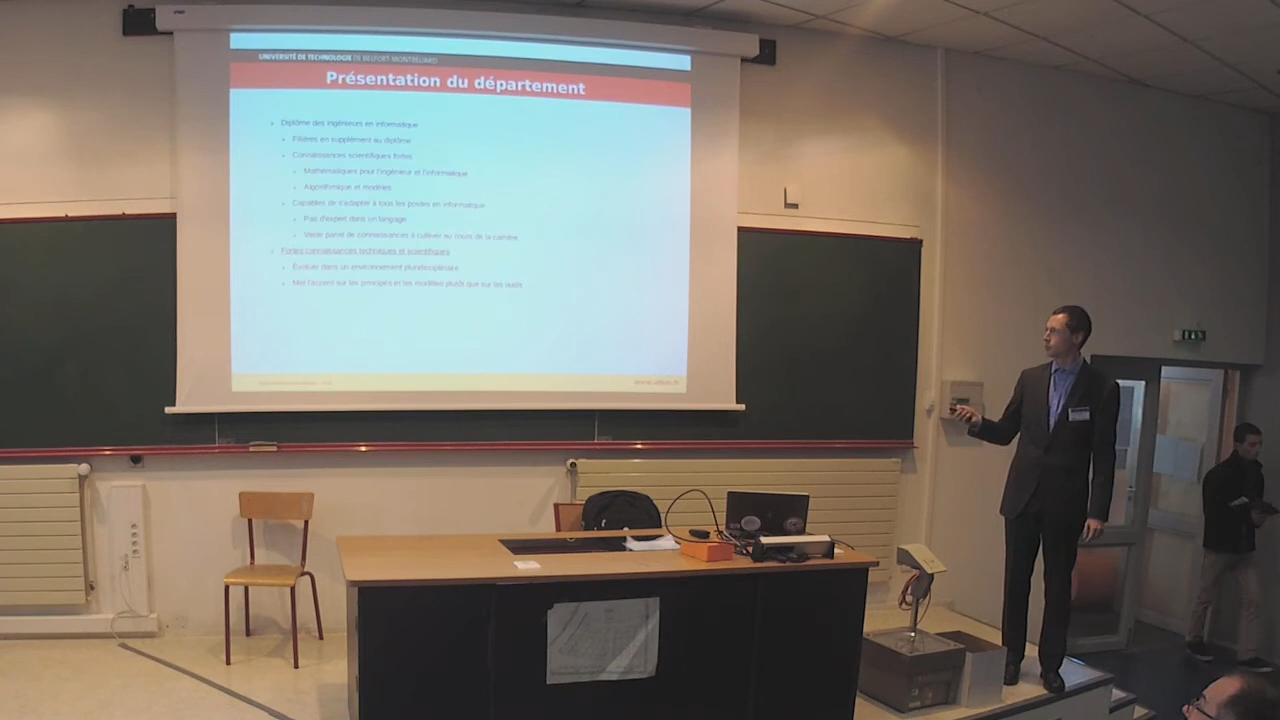 UNIVERSITÉ DE TECHNOLOGIE DE BELFORT-MONTBÉLIARD
Présentation du département
Diplôme des ingénieurs en informatique
Filières en supplément au diplôme
Connaissances scientifiques fortes
Mathématiques pour l'ingénieur et l'informatique
Algorithmique et modèles
Capables de s'adapter à tous les postes en informatique
Pas d'expert dans un langage
Vaste panel de connaissances à cultiver au cours de la carrière
Fortes connaissances techniques et scientifiques
Évoluer dans un environnement pluridisciplinaire
Met l'accent sur les principes et les modèles plutôt que sur les outils
www.utbm.fr